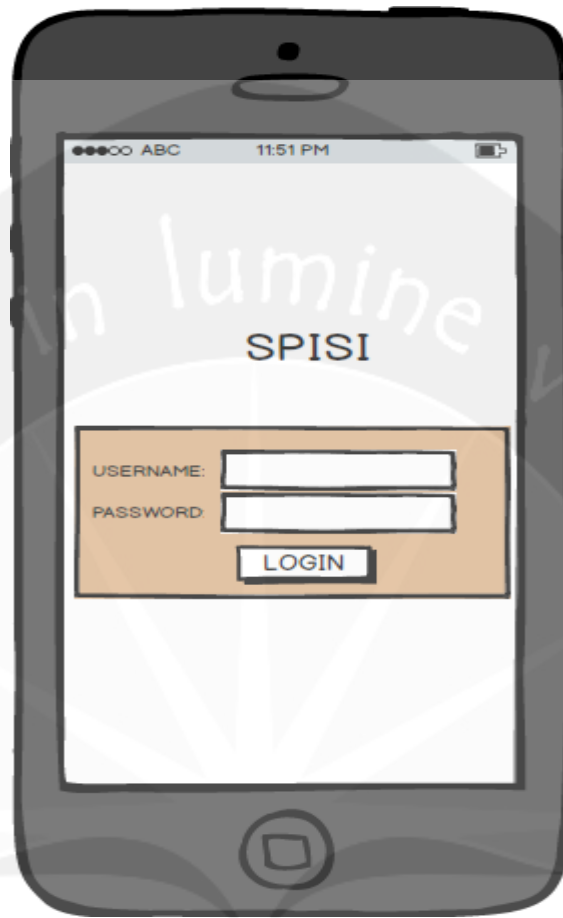 ●●●○○ ABC 11:51 PM
in lumine v
SPISI
USERNAME:
PASSWORD:
LOGIN